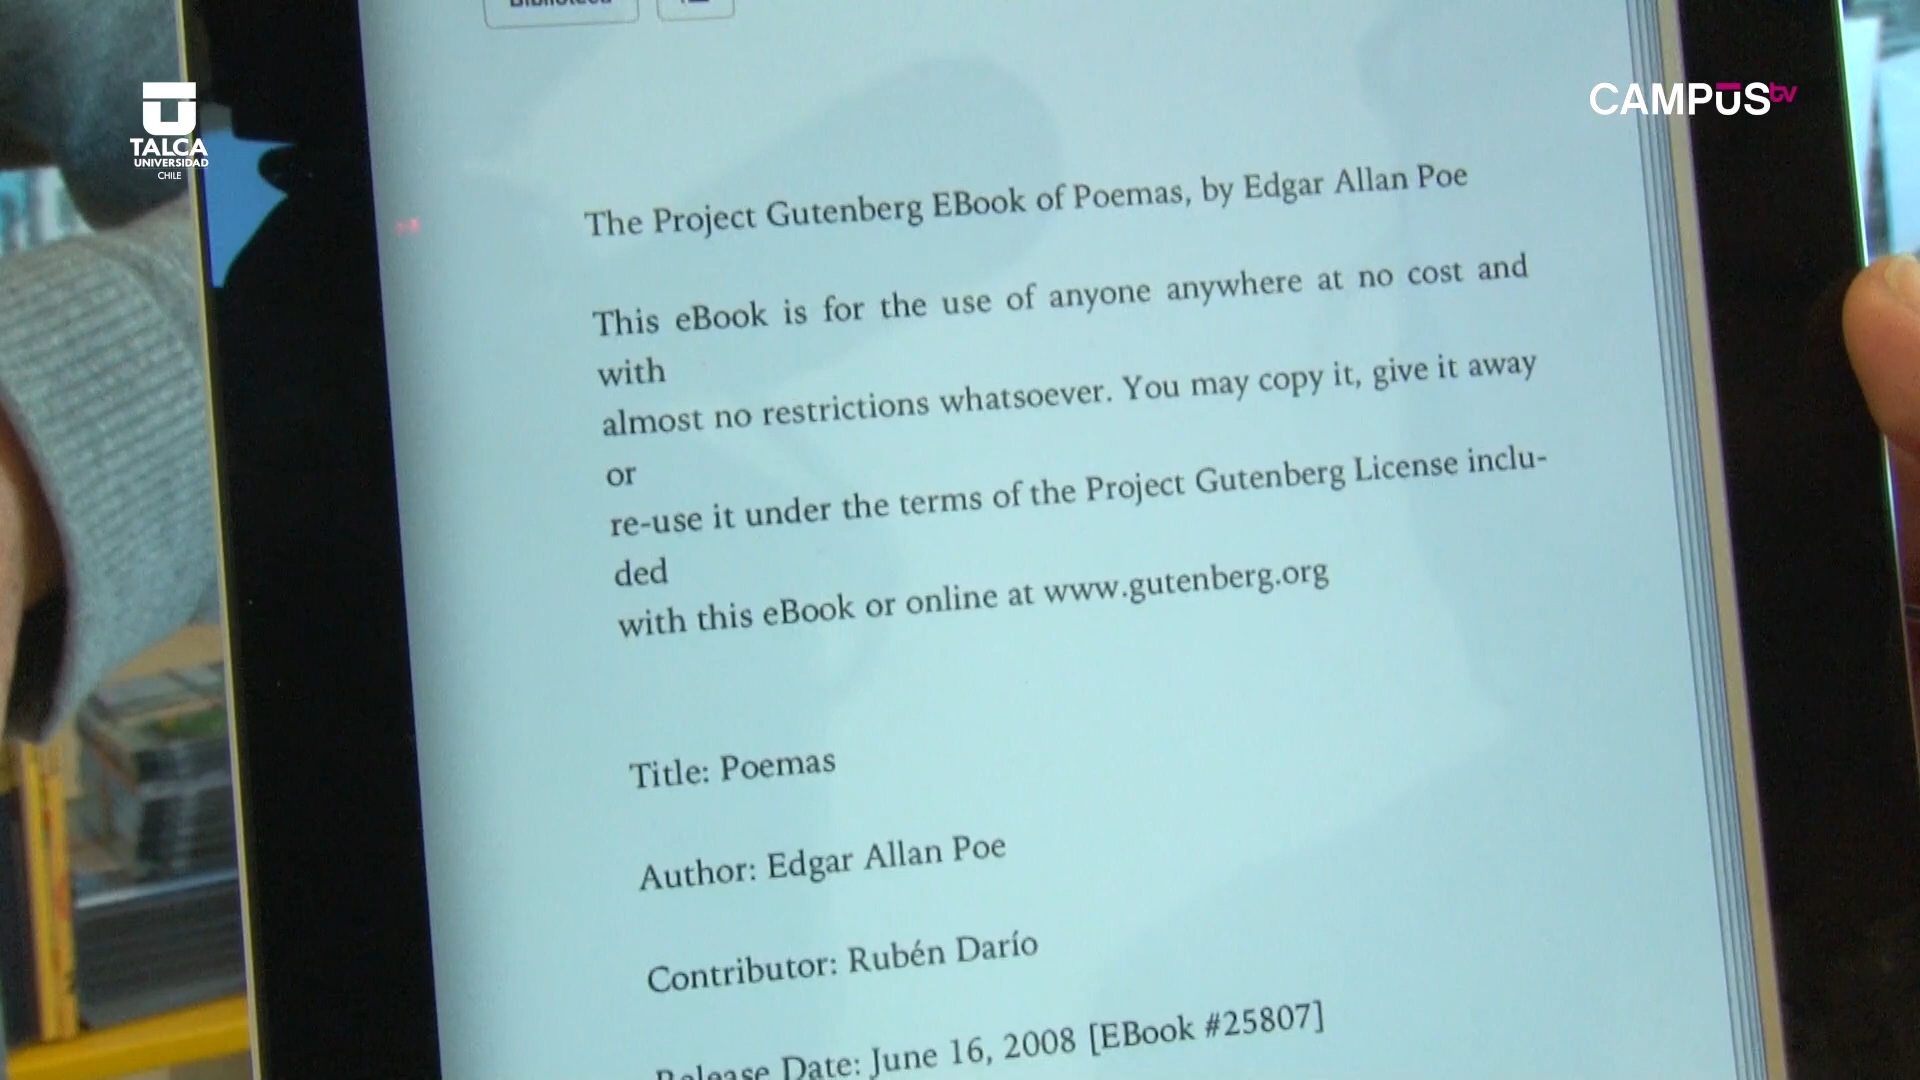 Biblioteca
TALCA
UNIVERSIDAD
CHILE
CAMPUStv
The Project Gutenberg EBook of Poemas, by Edgar Allan Poe
This eBook is for the use of anyone anywhere at no cost and
with
almost no restrictions whatsoever. You may copy it, give it away
or
re-use it under the terms of the Project Gutenberg License inclu-
ded
with this eBook or online at www.gutenberg.org
Title: Poemas
Author: Edgar Allan Poe
Contributor: Rubén Darío
Release Date: June 16, 2008 [EBook #25807]